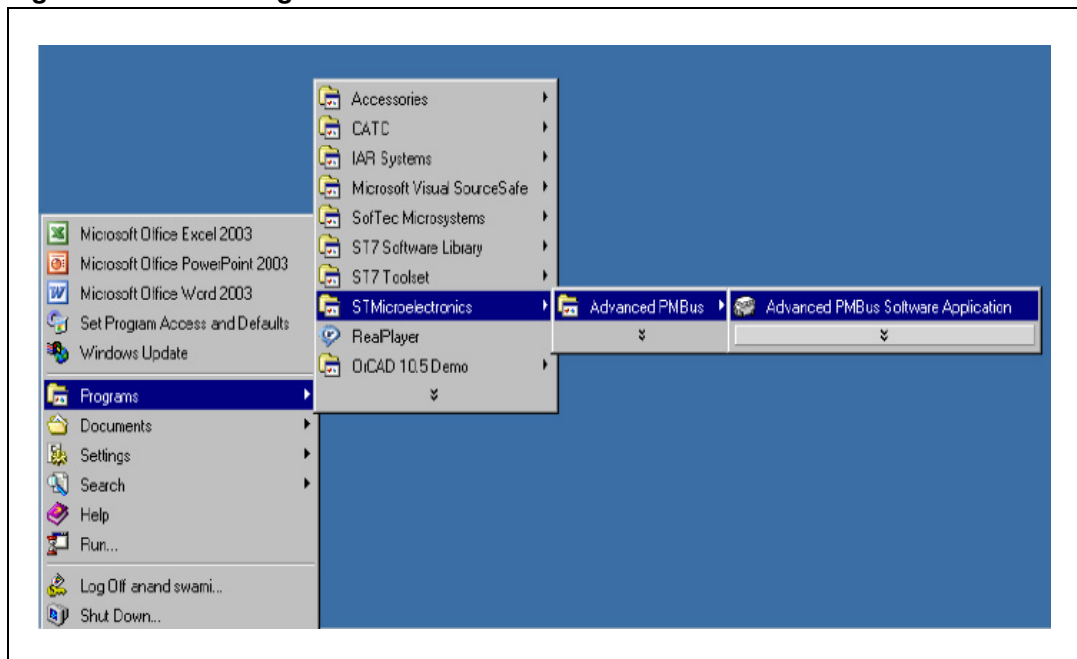 Accessories
CATC
IAR Systems
Microsoft Visual SourceSafe
SofTec Microsystems
ST7 Software Library
ST7 Toolset
STMicroelectronics
RealPlayer
OrCAD 10.5 Demo
Advanced PMBus
Advanced PMBus Software Application
Microsoft Office Excel 2003
Microsoft Office PowerPoint 2003
Microsoft Office Word 2003
Set Program Access and Defaults
Windows Update
Programs
Documents
Settings
Search
Help
Run...
Log Off anand swami...
Shut Down...